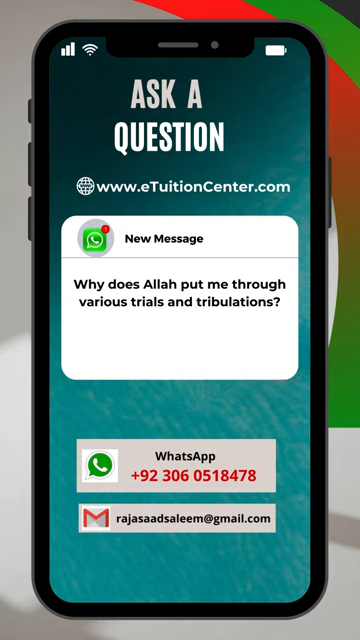 ASK A
QUESTION
www.eTuitionCenter.com
1
New Message
Why does Allah put me through
various trials and tribulations?
WhatsApp
+92 306 0518478
rajasaadsaleem@gmail.com